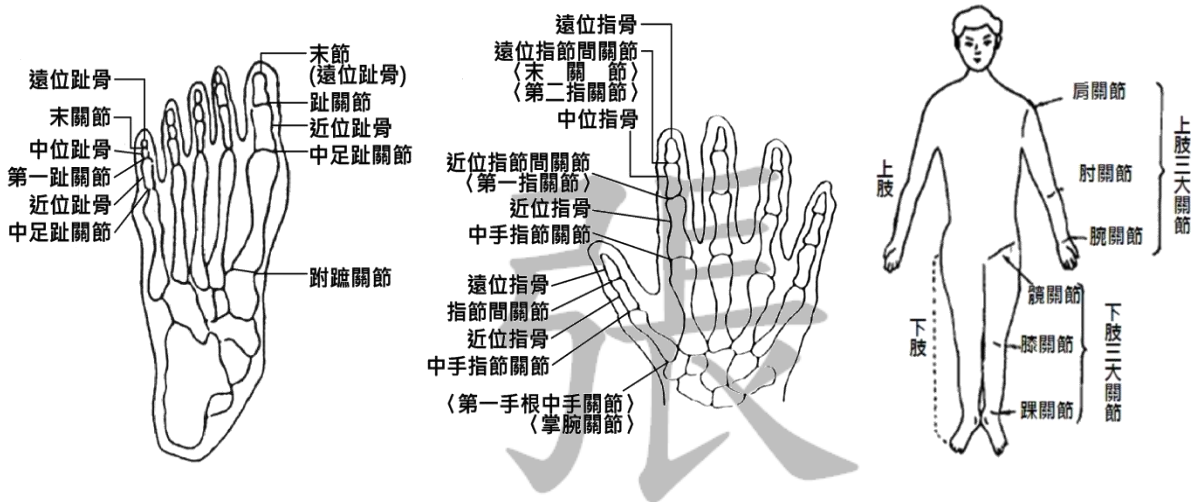 遠位趾骨
末關節
中位趾骨
第一趾關節
近位趾骨
中足趾關節
末節
(遠位趾骨)
趾關節
近位趾骨
中足趾關節
跗蹠關節
遠位指骨
遠位指節間關節
〈末關節〉
〈第二指關節〉
中位指骨
近位指節間關節
〈第一指關節〉
近位指骨
中手指節關節
遠位指骨
指節間關節
近位指骨
中手指節關節
〈第一手根中手關節〉
〈掌腕關節〉
張
上肢
下肢
肩關節
肘關節
腕關節
上肢三大關節
髖關節
膝關節
踝關節
下肢三大關節